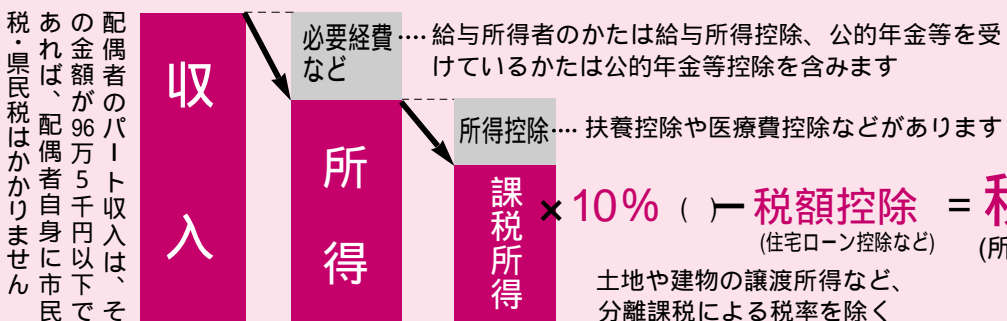 配偶者のパート収入は、そ
の金額が96万5千円以下で
あれば、配偶者自身に市民
税・県民税はかかりません
収入
必要経費
など
‥‥給与所得者のかたは給与所得控除、公的年金等を受
けているかたは公的年金等控除を含みます
所得
所得控除
‥‥扶養控除や医療費控除などがあります
課税所得
×10% ( )ー税額控除 = 税
(住宅ローン控除など) (所
土地や建物の譲渡所得など、
分離課税による税率を除く